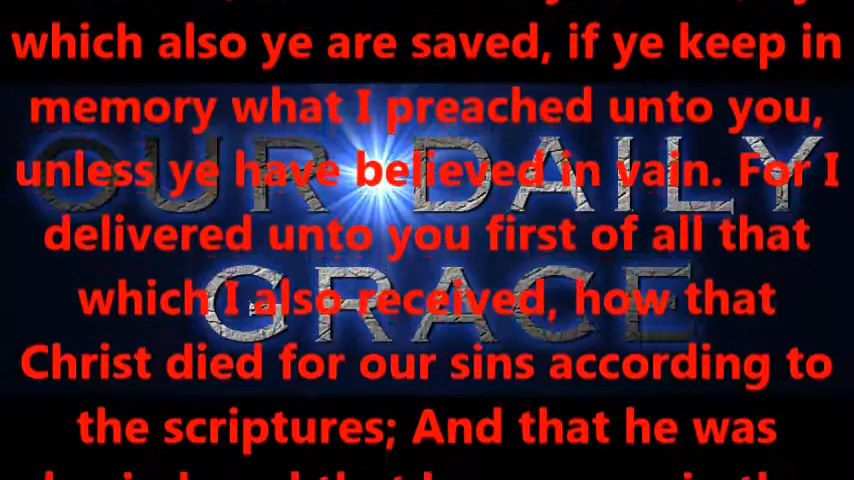 which also ye are saved, if ye keep in
memory what I preached unto you,
unless ye have believed in vain. For I
delivered unto you first of all that
which I also received, how that
Christ died for our sins according to
the scriptures; And that he was
OUR DAILY
GRACE